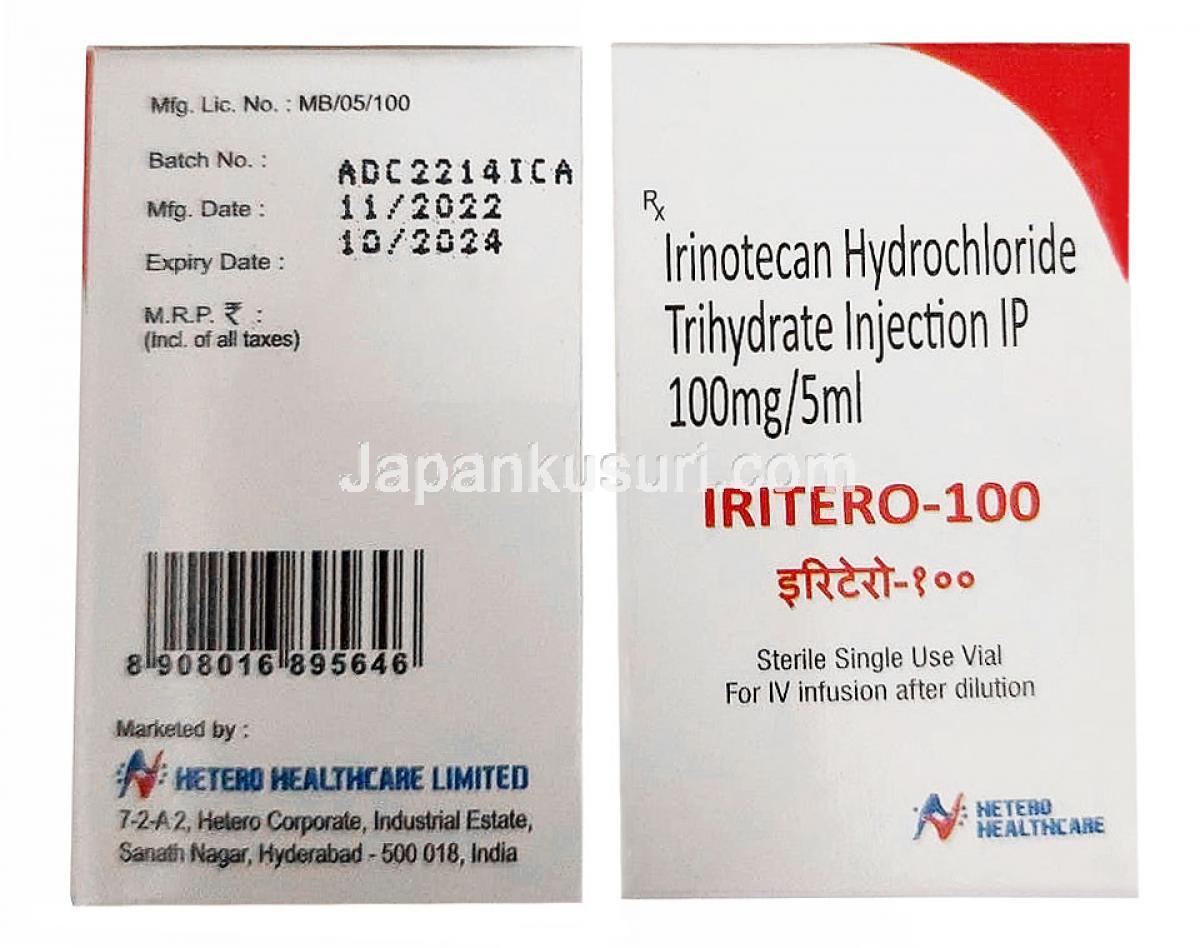 Mfg. Lic. No. : MB/05/100
Batch No. : ADC2214ICA
Mfg. Date : 11/2022
Expiry Date : 10/2024
M.R.P. ₹ :
(Incl. of all taxes)
8 908016 895646
Marketed by :
HETERO HEALTHCARE LIMITED
7-2-A 2, Hetero Corporate, Industrial Estate,
Sanath Nagar, Hyderabad - 500 018, India
Rx
Irinotecan Hydrochloride
Trihydrate Injection IP
100mg/5ml
IRITERO-100
इरिटेरो-१००
Sterile Single Use Vial
For IV infusion after dilution
HETERO
HEALTHCARE
Japankusuri.com